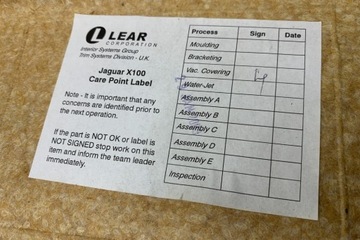 LEAR
CORPORATION
Interior Systems Group
Trim Systems Division - U.K.
Jaguar X100
Care Point Label
Note - It is important that any
concerns are identified prior to
the next operation.
If the part is NOT OK or label is
NOT SIGNED stop work on this
item and inform the team leader
immediately.
Process Sign Date
Moulding
Bracketing
Vac. Covering
Water-Jet
Assembly A
Assembly B
Assembly C
Assembly D
Assembly E
Inspection